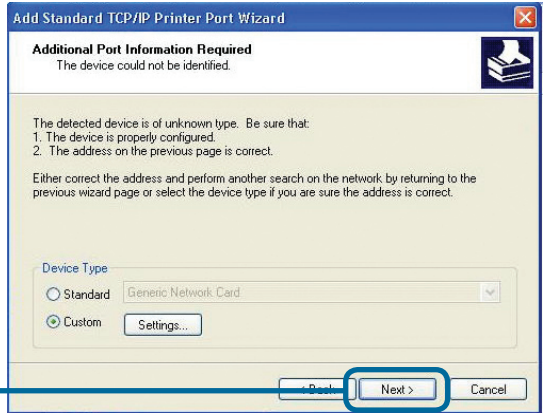 Add Standard TCP/IP Printer Port Wizard
Additional Port Information Required
The device could not be identified.
The detected device is of unknown type. Be sure that:
1. The device is properly configured.
2. The address on the previous page is correct.
Either correct the address and perform another search on the network by returning to the
previous wizard page or select the device type if you are sure the address is correct.
Device Type
Standard
Generic Network Card
Custom
Settings...
< Back
Next >
Cancel